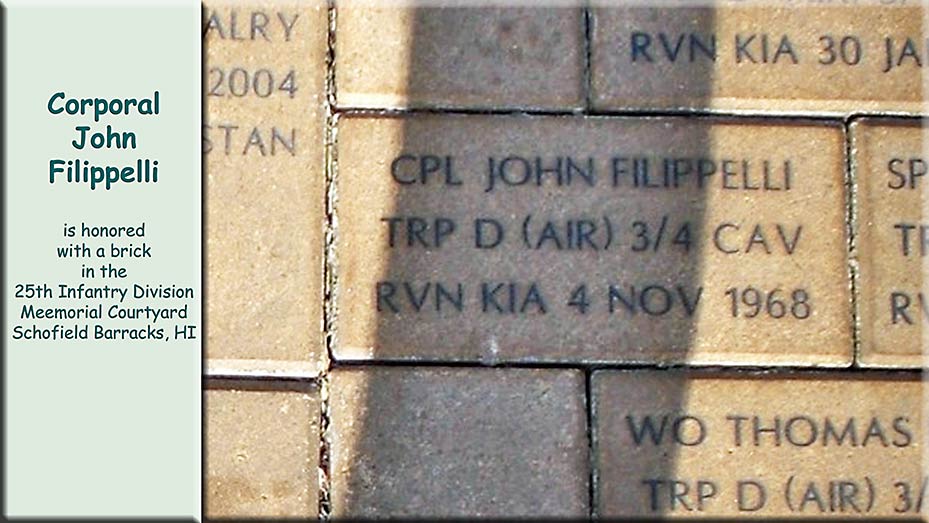 Corporal
John
Filippelli
is honored
with a brick
in the
25th Infantry Division
Meemorial Courtyard
Schofield Barracks, HI
ALRY
2004
STAN
RVN KIA 30 JA
CPL JOHN FILIPPELLI
TRP D (AIR) 3/4 CAV
RVN KIA 4 NOV 1968
SP
TR
RV
WO THOMAS
TRP D (AIR) 3/